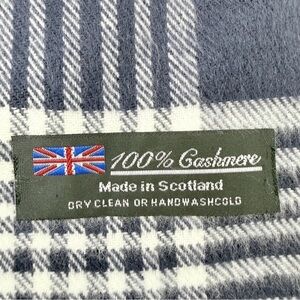 100% Cashmere
Made in Scotland
DRY CLEAN OR HANDWASHCOLD